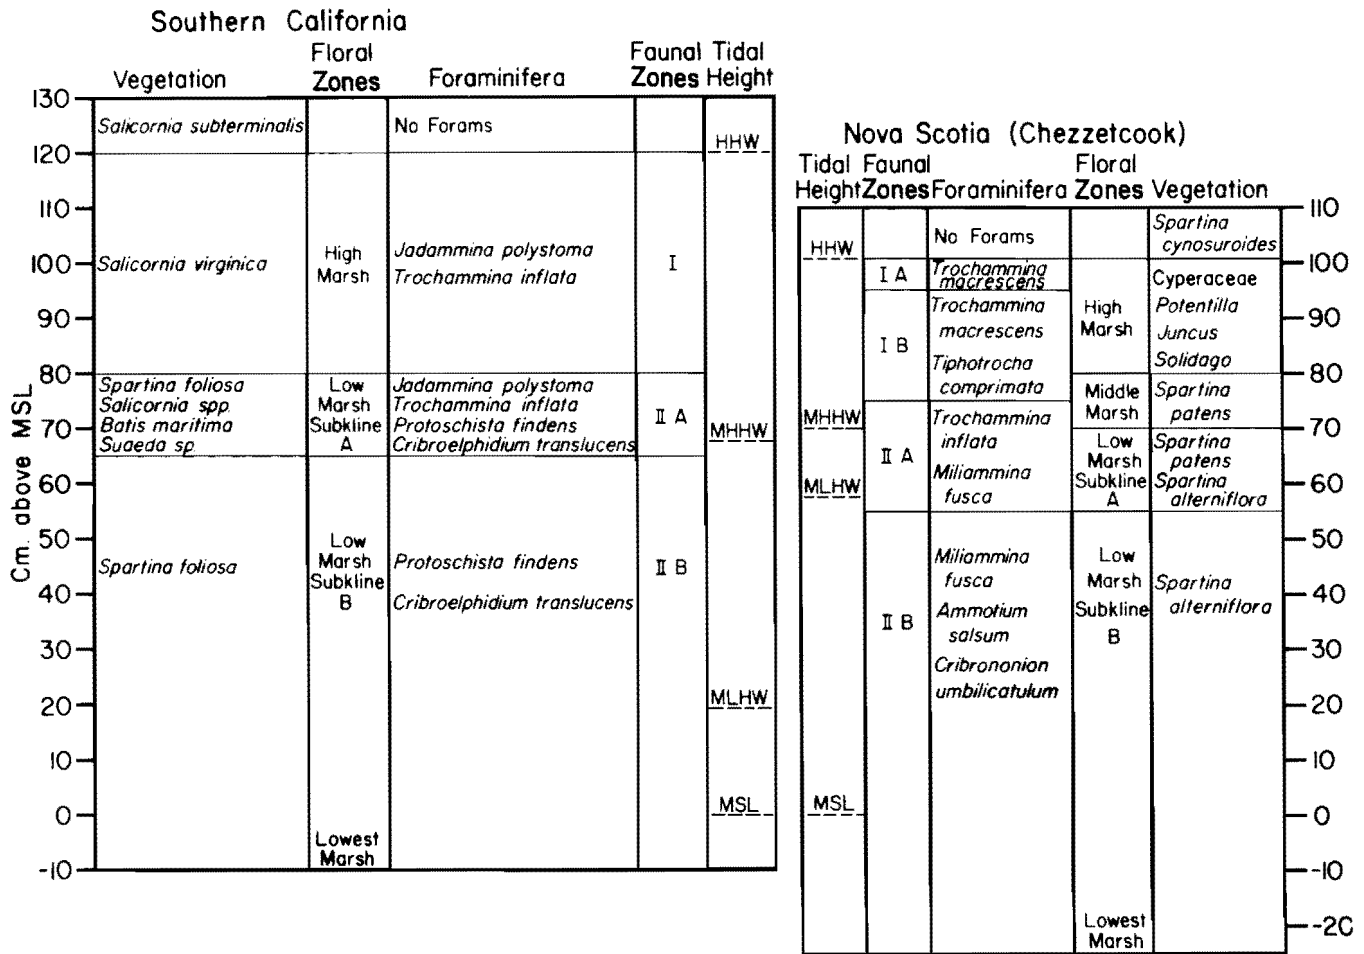 Southern California
Vegetation
Floral
Zones
Foraminifera
Faunal
Zones
Tidal
Height
Cm. above MSL
130
120
110
100
90
80
70
60
50
40
30
20
10
0
-10
Salicornia subterminalis
No Forams
HHW
Salicornia virginica
High
Marsh
Jadammina polystoma
Trochammina inflata
I
Spartina foliosa
Salicornia spp.
Batis maritima
Suaeda sp
Low
Marsh
Subkline
A
Jadammina polystoma
Trochammina inflata
Protoschista findens
Cribroelphidium translucens
II A
MHHW
Spartina foliosa
Low
Marsh
Subkline
B
Protoschista findens
Cribroelphidium translucens
II B
MLHW
MSL
Lowest
Marsh
Nova Scotia (Chezzetcook)
Tidal
Height
Faunal
Zones
Foraminifera
Floral
Zones
Vegetation
HHW
No Forams
Spartina
cynosuroides
I A
Trochammina
macrescens
I B
Trochammina
macrescens
Tiphotrocha
comprimata
High
Marsh
Cyperaceae
Potentilla
Juncus
Solidago
Middle
Marsh
Spartina
patens
MHHW
MLHW
II A
Trochammina
inflata
Miliammina
fusca
Low
Marsh
Subkline
A
Spartina
patens
Spartina
alterniflora
II B
Miliammina
fusca
Ammotium
salsum
Cribrononian
umbilicatulum
Low
Marsh
Subkline
B
Spartina
alterniflora
MSL
Lowest
Marsh
110
100
90
80
70
60
50
40
30
20
10
0
-10
-20